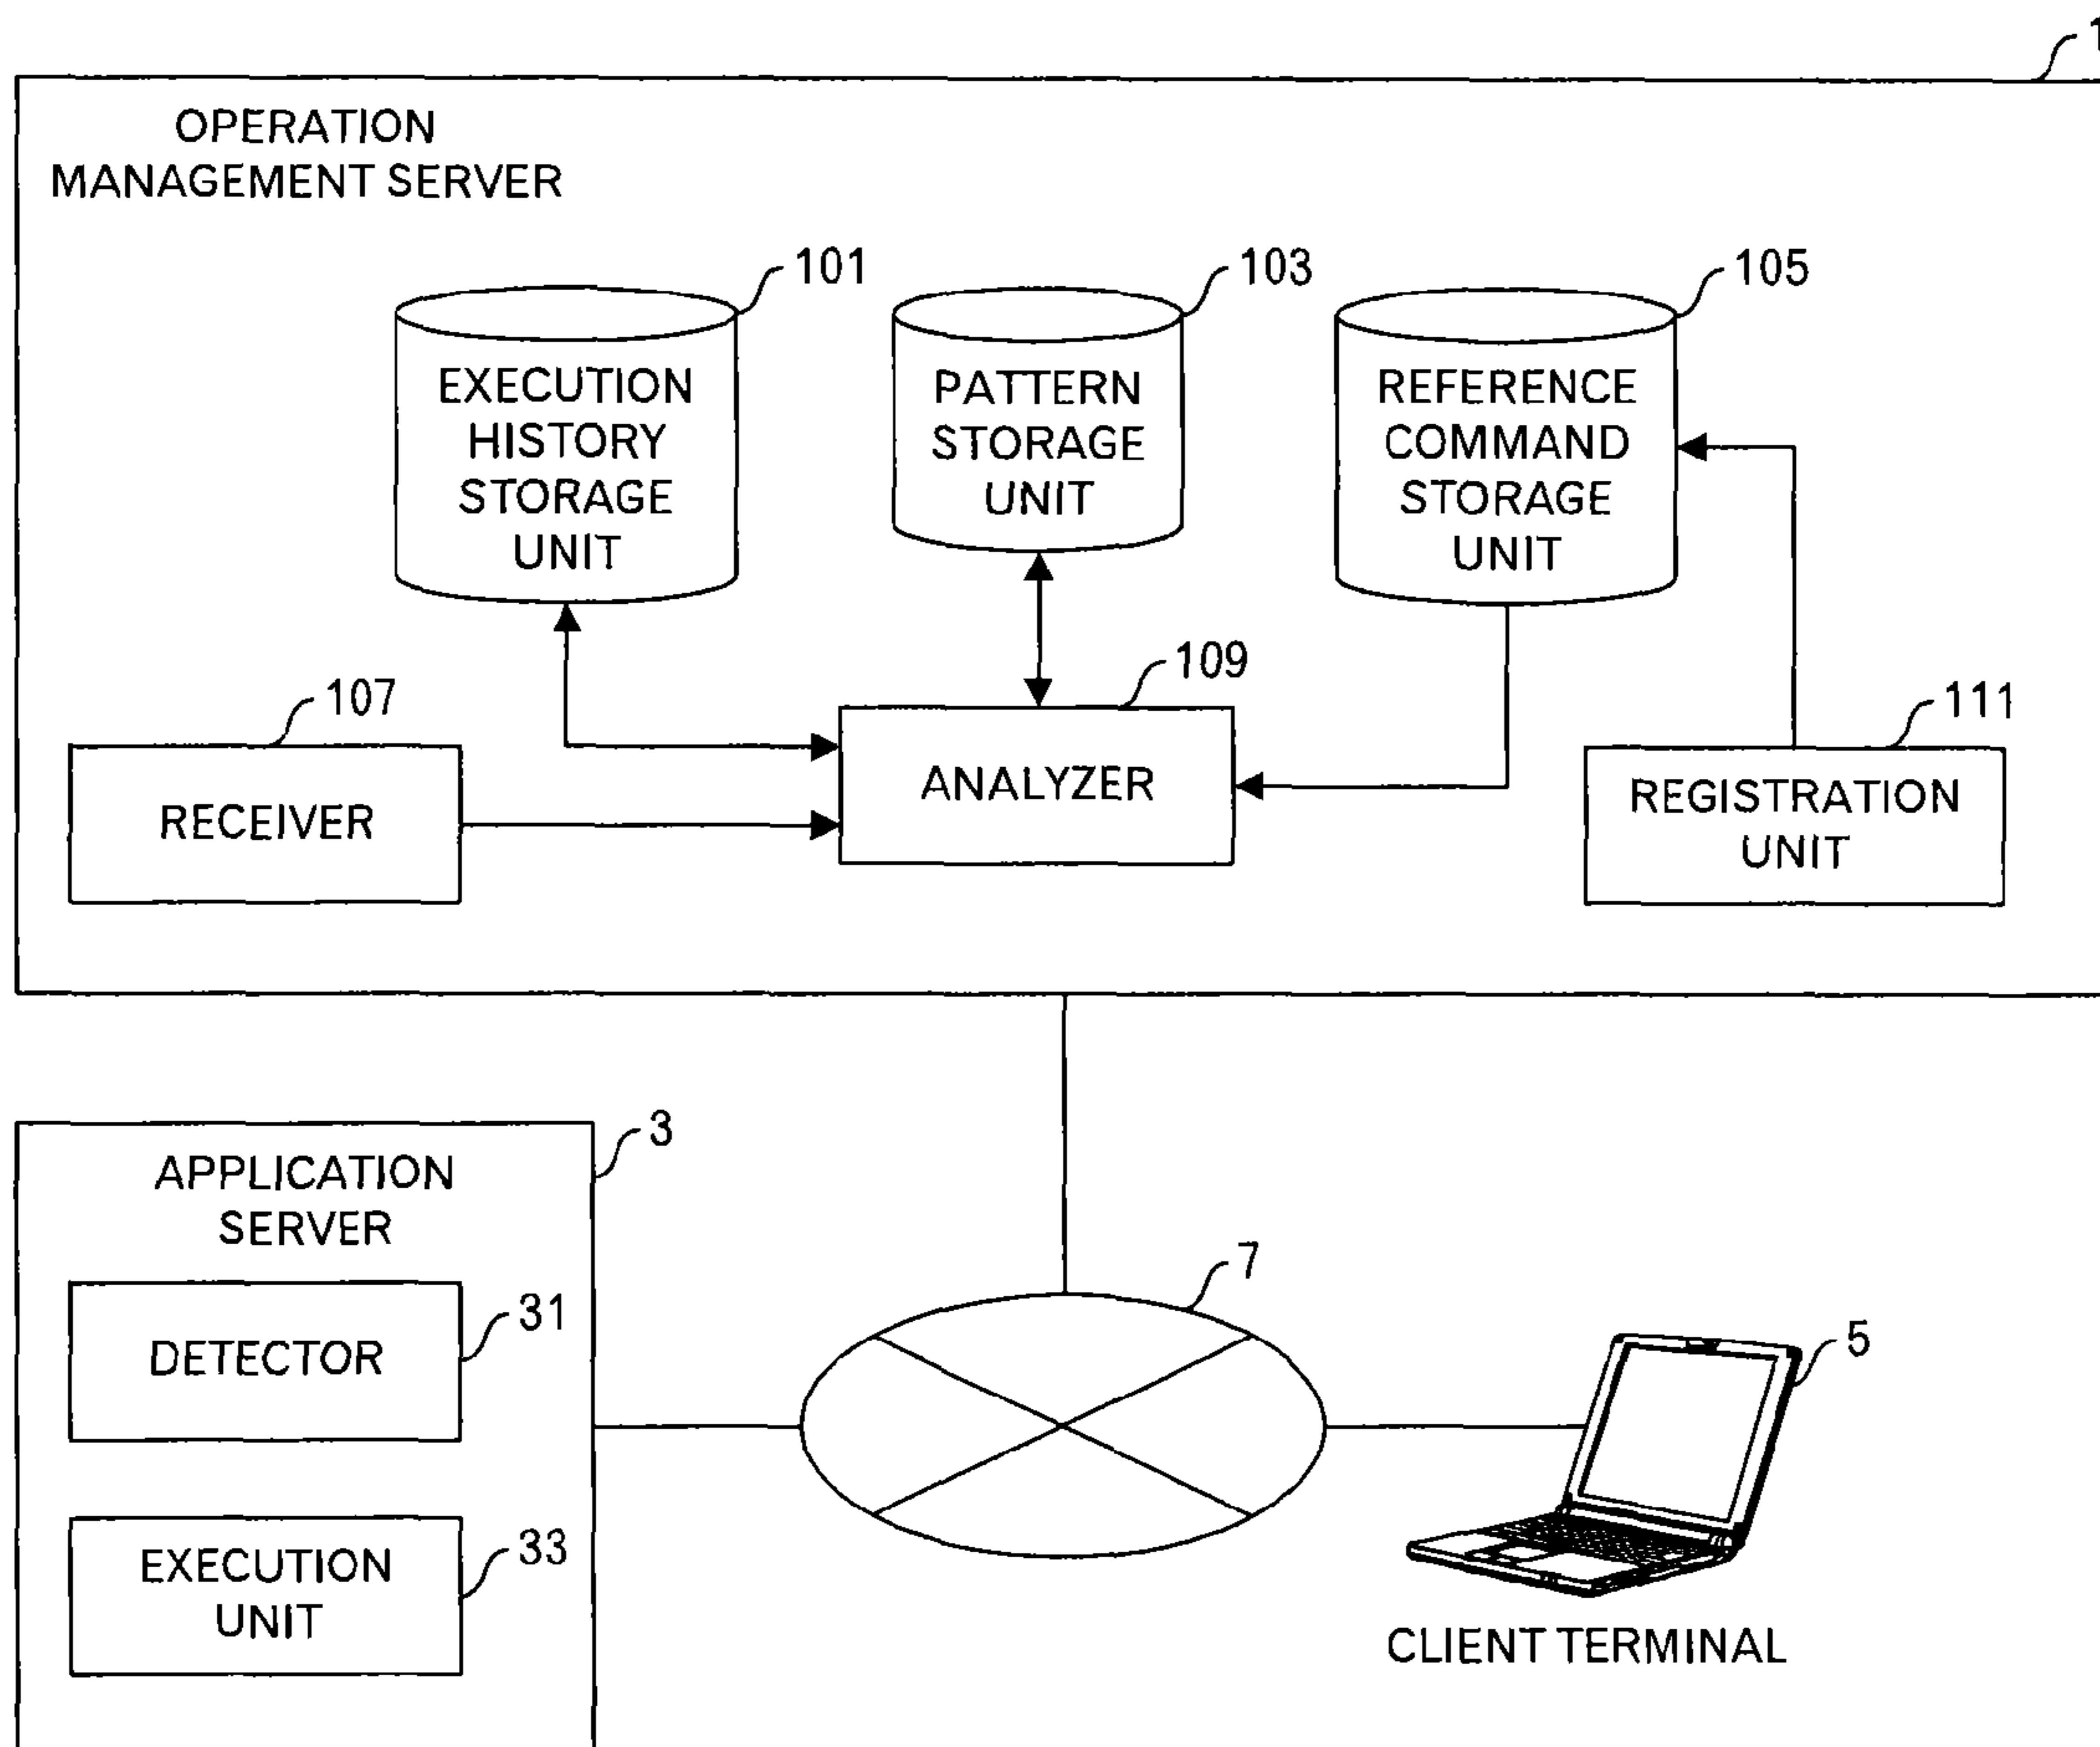 1
OPERATION
MANAGEMENT SERVER
101
103
105
EXECUTION
HISTORY
STORAGE
UNIT
PATTERN
STORAGE
UNIT
REFERENCE
COMMAND
STORAGE
UNIT
107
109
111
RECEIVER
ANALYZER
REGISTRATION
UNIT
3
APPLICATION
SERVER
31
DETECTOR
33
EXECUTION
UNIT
7
5
CLIENT TERMINAL